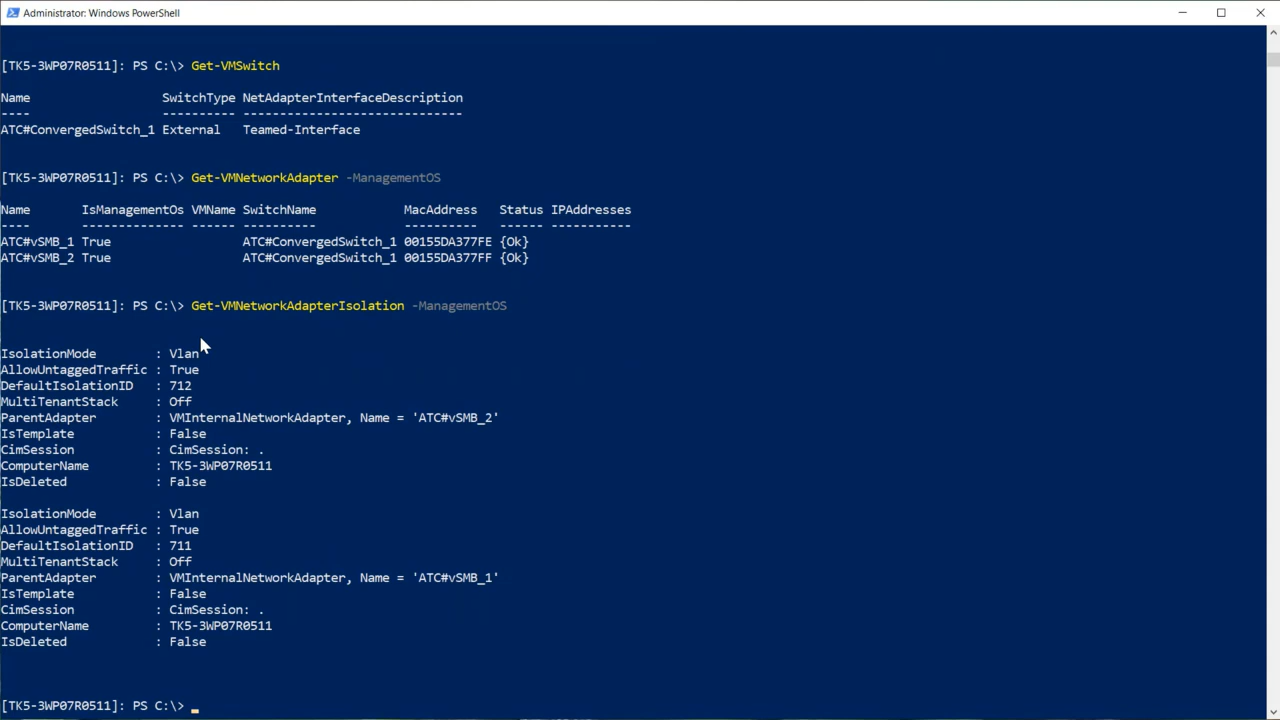 Administrator: Windows PowerShell
[TK5-3WP07R0511]: PS C:\> Get-VMSwitch
Name SwitchType NetAdapterInterfaceDescription
---- ---------- ------------------------------
ATC#ConvergedSwitch_1 External Teamed-Interface
[TK5-3WP07R0511]: PS C:\> Get-VMNetworkAdapter -ManagementOS
Name IsManagementOs VMName SwitchName MacAddress Status IPAddresses
---- -------------- ------ ---------- ---------- ------ -----------
ATC#vSMB_1 True ATC#ConvergedSwitch_1 00155DA377FE {Ok}
ATC#vSMB_2 True ATC#ConvergedSwitch_1 00155DA377FF {Ok}
[TK5-3WP07R0511]: PS C:\> Get-VMNetworkAdapterIsolation -ManagementOS
IsolationMode : Vlan
AllowUntaggedTraffic : True
DefaultIsolationID : 712
MultiTenantStack : Off
ParentAdapter : VMInternalNetworkAdapter, Name = 'ATC#vSMB_2'
IsTemplate : False
CimSession : CimSession: .
ComputerName : TK5-3WP07R0511
IsDeleted : False
IsolationMode : Vlan
AllowUntaggedTraffic : True
DefaultIsolationID : 711
MultiTenantStack : Off
ParentAdapter : VMInternalNetworkAdapter, Name = 'ATC#vSMB_1'
IsTemplate : False
CimSession : CimSession: .
ComputerName : TK5-3WP07R0511
IsDeleted : False
[TK5-3WP07R0511]: PS C:\>